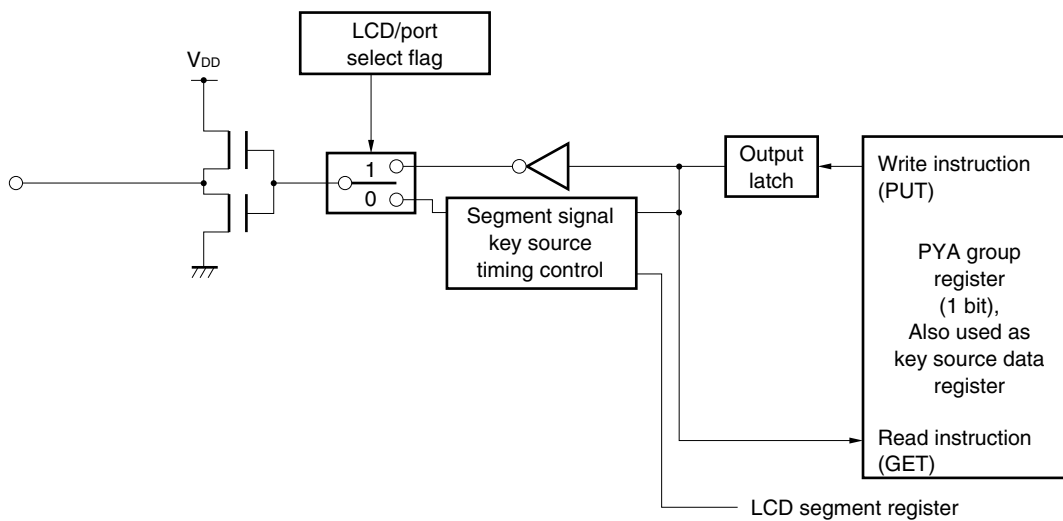 LCD/port
select flag
VDD
1
0
Output
latch
Write instruction
(PUT)
Segment signal
key source
timing control
PYA group
register
(1 bit),
Also used as
key source data
register
Read instruction
(GET)
LCD segment register